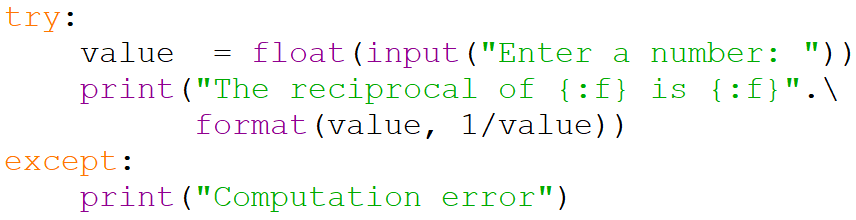 try:
    value  = float(input("Enter a number: "))
    print("The reciprocal of {:f} is {:f}".\
          format(value, 1/value))
except:
    print("Computation error")